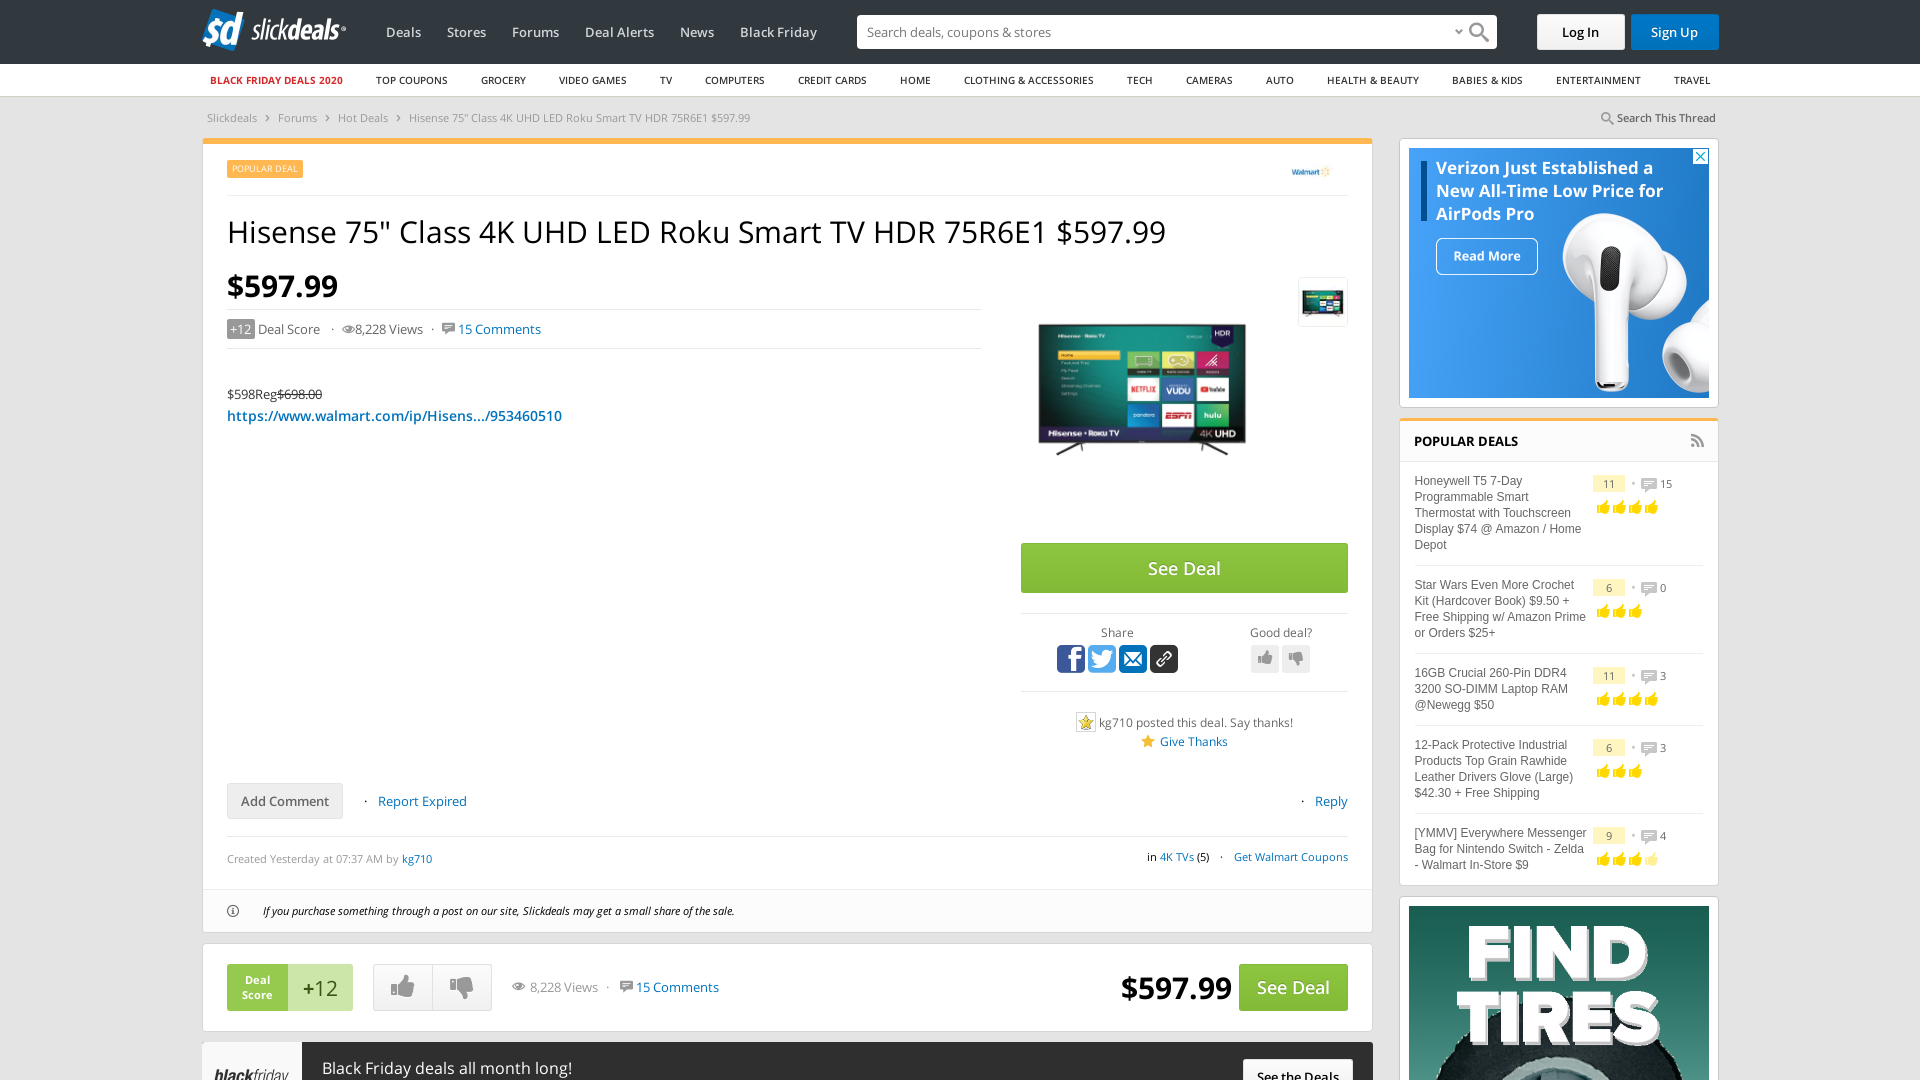 sd slickdeals
Deals
Stores
Forums
Deal Alerts
News
Black Friday
Search deals, coupons & stores
Log In
Sign Up
BLACK FRIDAY DEALS 2020
TOP COUPONS
GROCERY
VIDEO GAMES
TV
COMPUTERS
CREDIT CARDS
HOME
CLOTHING & ACCESSORIES
TECH
CAMERAS
AUTO
HEALTH & BEAUTY
BABIES & KIDS
ENTERTAINMENT
TRAVEL
Slickdeals › Forums › Hot Deals › Hisense 75" Class 4K UHD LED Roku Smart TV HDR 75R6E1 $597.99
Search This Thread
POPULAR DEAL
Walmart
Hisense 75" Class 4K UHD LED Roku Smart TV HDR 75R6E1 $597.99
$597.99
+12 Deal Score · 8,228 Views · 15 Comments
$598Reg$698.00
https://www.walmart.com/ip/Hisens.../953460510
HDR
NETFLIX
VUDU
YouTube
pandora
ESPN
hulu
Hisense • Roku TV
4K UHD
See Deal
Share
Good deal?
kg710 posted this deal. Say thanks!
Give Thanks
Add Comment
· Report Expired
· Reply
Created Yesterday at 07:37 AM by kg710
in 4K TVs (5) · Get Walmart Coupons
If you purchase something through a post on our site, Slickdeals may get a small share of the sale.
Deal
Score
+12
8,228 Views · 15 Comments
$597.99
See Deal
blackfriday
Black Friday deals all month long!
See the Deals
Verizon Just Established a
New All-Time Low Price for
AirPods Pro
Read More
POPULAR DEALS
Honeywell T5 7-Day
Programmable Smart
Thermostat with Touchscreen
Display $74 @ Amazon / Home
Depot
11 • 15
Star Wars Even More Crochet
Kit (Hardcover Book) $9.50 +
Free Shipping w/ Amazon Prime
or Orders $25+
6 • 0
16GB Crucial 260-Pin DDR4
3200 SO-DIMM Laptop RAM
@Newegg $50
11 • 3
12-Pack Protective Industrial
Products Top Grain Rawhide
Leather Drivers Glove (Large)
$42.30 + Free Shipping
6 • 3
[YMMV] Everywhere Messenger
Bag for Nintendo Switch - Zelda
- Walmart In-Store $9
9 • 4
FIND
TIRES